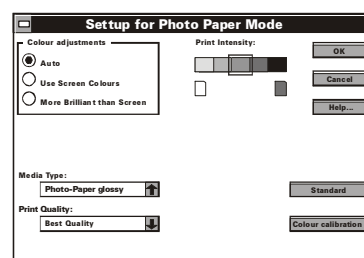 Settup for Photo Paper Mode
Colour adjustments
Auto
Use Screen Colours
More Brilliant than Screen
Print Intensity:
OK
Cancel
Help...
Media Type:
Photo-Paper glossy
Standard
Print Quality:
Best Quality
Colour calibration